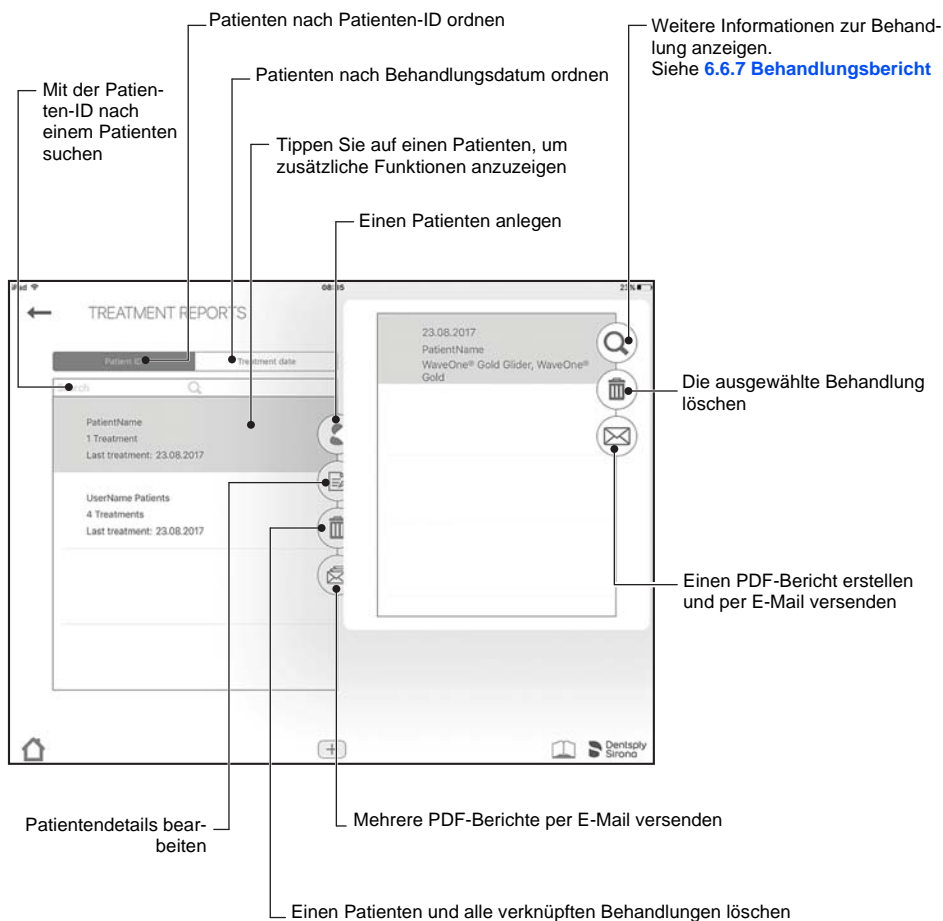 Patienten nach Patienten-ID ordnen
Weitere Informationen zur Behand-
lung anzeigen.
Siehe 6.6.7 Behandlungsbericht
Patienten nach Behandlungsdatum ordnen
Mit der Patien-
ten-ID nach
einem Patienten
suchen
Tippen Sie auf einen Patienten, um
zusätzliche Funktionen anzuzeigen
Einen Patienten anlegen
TREATMENT REPORTS
Patient ID
Treatment date
PatientName
1 Treatment
Last treatment: 23.08.2017
UserName Patients
4 Treatments
Last treatment: 23.08.2017
23.08.2017
PatientName
WaveOne® Gold Glider, WaveOne®
Gold
Die ausgewählte Behandlung
löschen
Einen PDF-Bericht erstellen
und per E-Mail versenden
Dentsply
Sirona
Patientendetails bear-
beiten
Mehrere PDF-Berichte per E-Mail versenden
Einen Patienten und alle verknüpften Behandlungen löschen